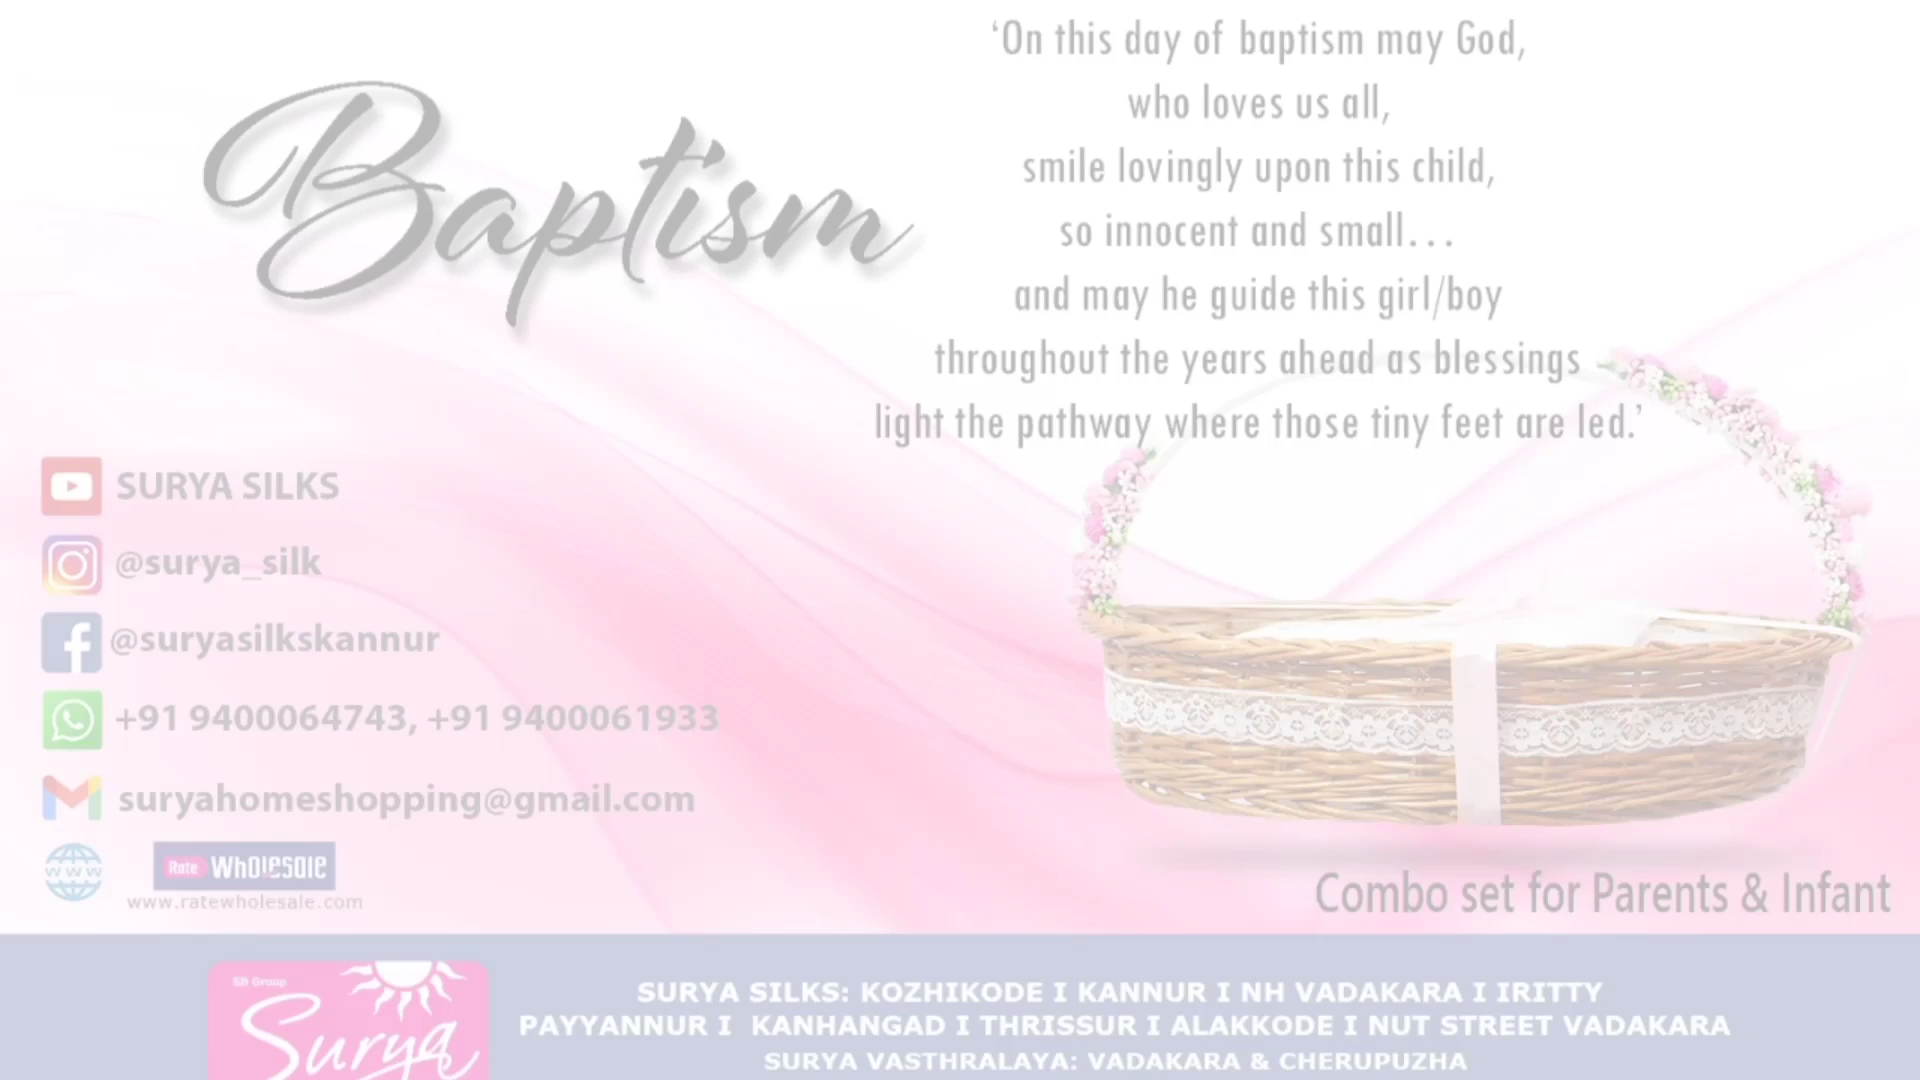 Baptism
‘On this day of baptism may God,
who loves us all,
smile lovingly upon this child,
so innocent and small...
and may he guide this girl/boy
throughout the years ahead as blessings
light the pathway where those tiny feet are led.’
SURYA SILKS
@surya_silk
@suryasilkskannur
+91 9400064743, +91 9400061933
suryahomeshopping@gmail.com
www
Rate Wholesale
www.ratewholesale.com
Combo set for Parents & Infant
Silt Group
Surya
SURYA SILKS: KOZHIKODE I KANNUR I NH VADAKARA I IRITTY
PAYYANNUR I KANHANGAD I THRISSUR I ALAKKODE I NUT STREET VADAKARA
SURYA VASTHRALAYA: VADAKARA & CHERUPUZHA